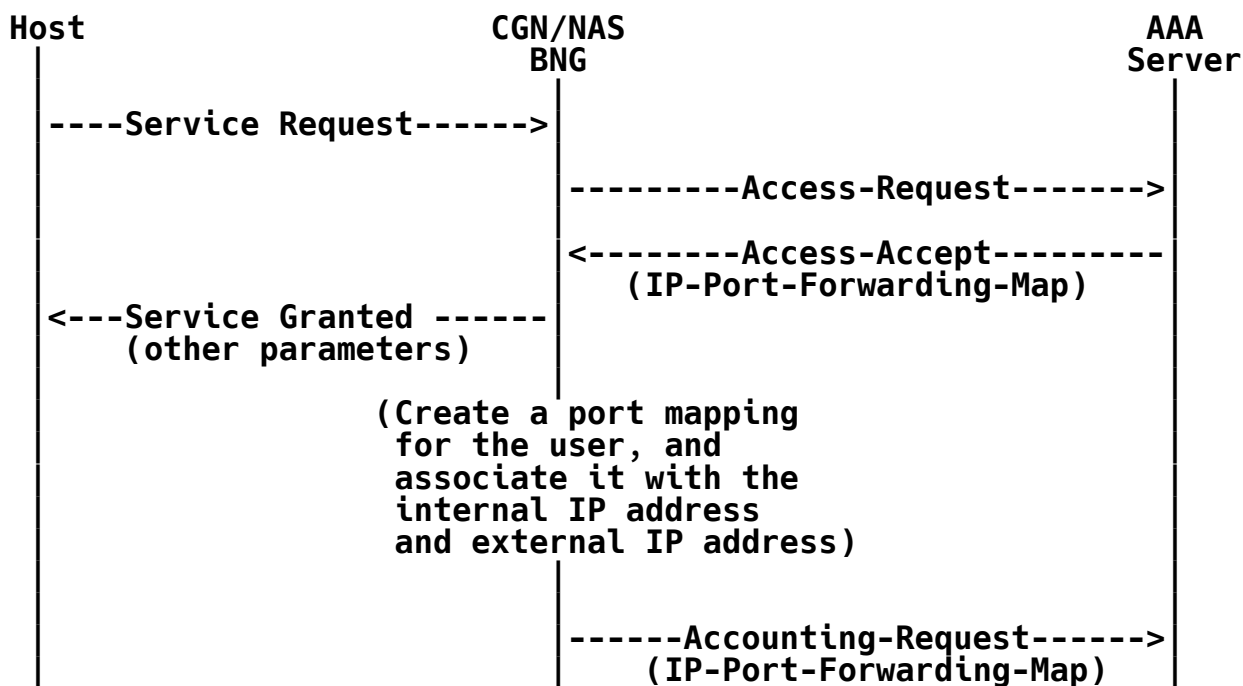 Host CGN/NAS AAA
BNG Server
----Service Request------>
---------Access-Request------->
<--------Access-Accept---------
(IP-Port-Forwarding-Map)
<---Service Granted ------
(other parameters)
(Create a port mapping
for the user, and
associate it with the
internal IP address
and external IP address)
------Accounting-Request------>
(IP-Port-Forwarding-Map)